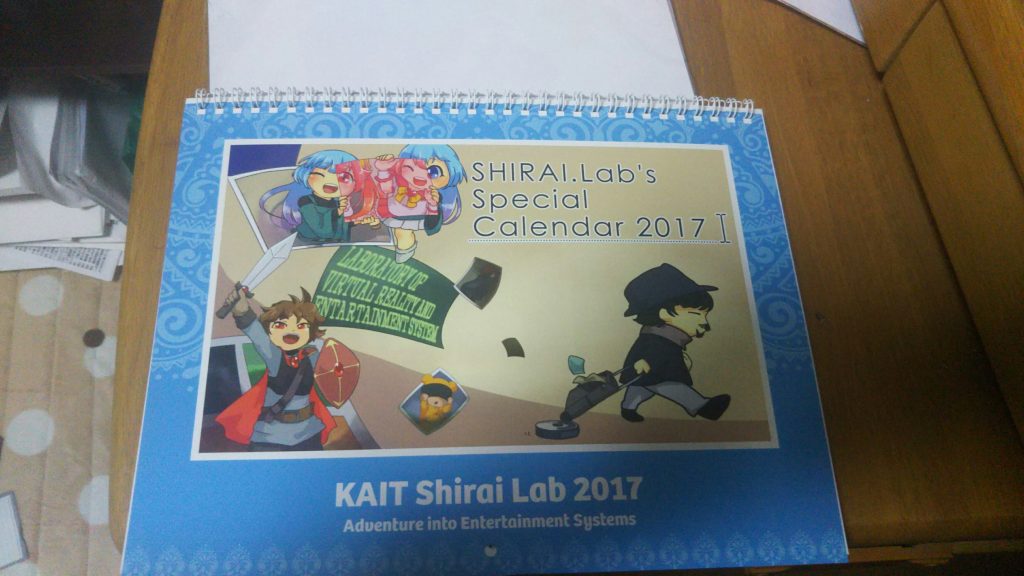 SHIRAI.Lab's
Special
Calendar 2017
LABORATORY OF
VIRTUAL REALITY AND
ENTARTAINMENT SYSTEM
KAIT Shirai Lab 2017
Adventure into Entertainment Systems